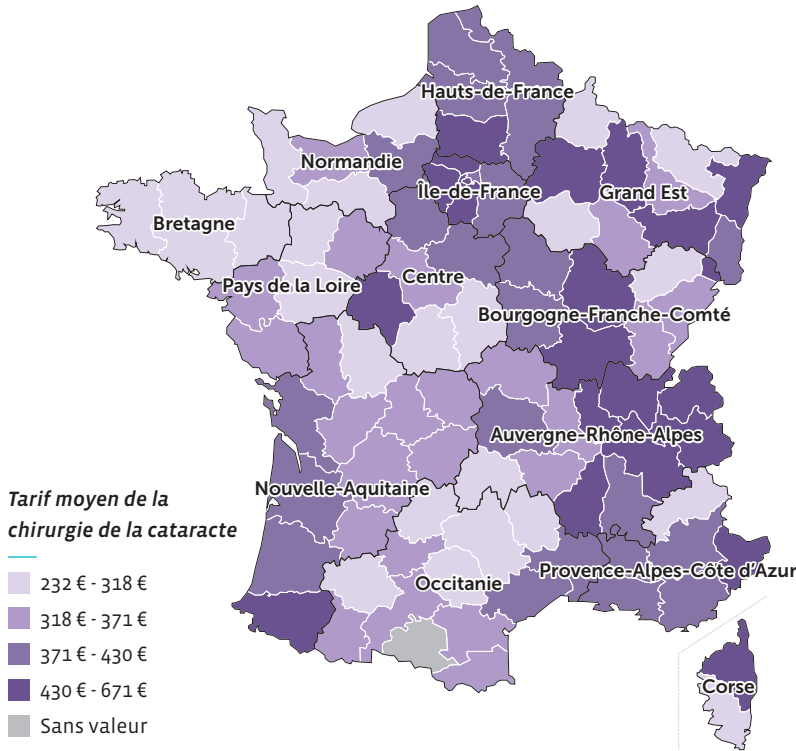 Hauts-de-France
Normandie
Île-de-France
Grand Est
Bretagne
Pays de la Loire
Centre
Bourgogne-Franche-Comté
Auvergne-Rhône-Alpes
Nouvelle-Aquitaine
Occitanie
Provence-Alpes-Côte d'Azur
Corse
Tarif moyen de la
chirurgie de la cataracte
232 € - 318 €
318 € - 371 €
371 € - 430 €
430 € - 671 €
Sans valeur